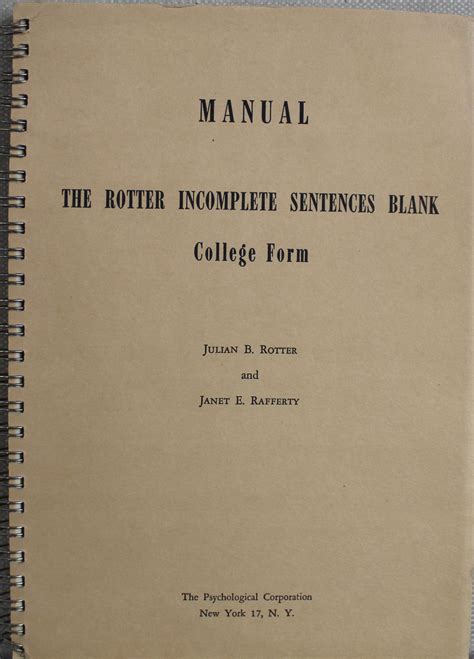 MANUAL
THE ROTTER INCOMPLETE SENTENCES BLANK
College Form
JULIAN B. ROTTER
and
JANET E. RAFFERTY
The Psychological Corporation
New York 17, N. Y.